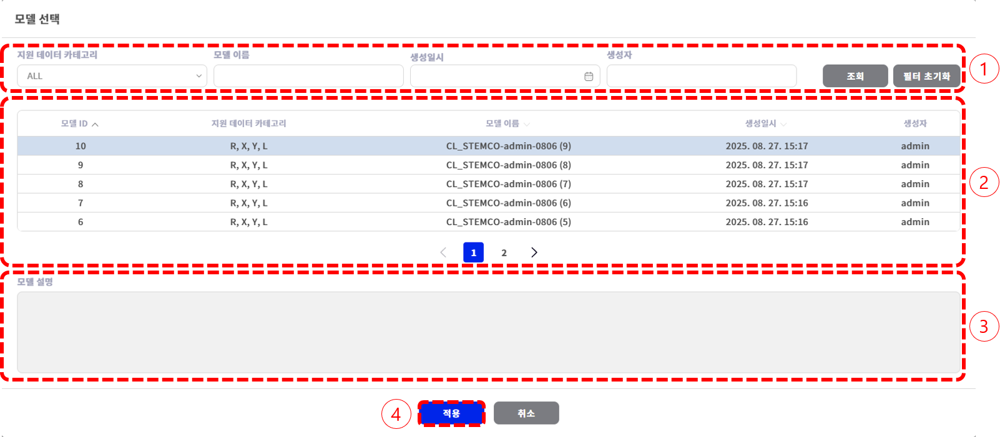 모델 선택
지원 데이터 카테고리 모델 이름 생성일시 생성자
ALL 조회 필터 초기화 1
모델 ID 지원 데이터 카테고리 모델 이름 생성일시 생성자
10 R, X, Y, L CL_STEMCO-admin-0806 (9) 2025. 08. 27. 15:17 admin
9 R, X, Y, L CL_STEMCO-admin-0806 (8) 2025. 08. 27. 15:17 admin
8 R, X, Y, L CL_STEMCO-admin-0806 (7) 2025. 08. 27. 15:17 admin
2
7 R, X, Y, L CL_STEMCO-admin-0806 (6) 2025. 08. 27. 15:16 admin
6 R, X, Y, L CL_STEMCO-admin-0806 (5) 2025. 08. 27. 15:16 admin
1 2
모델 설명
3
4 적용 취소